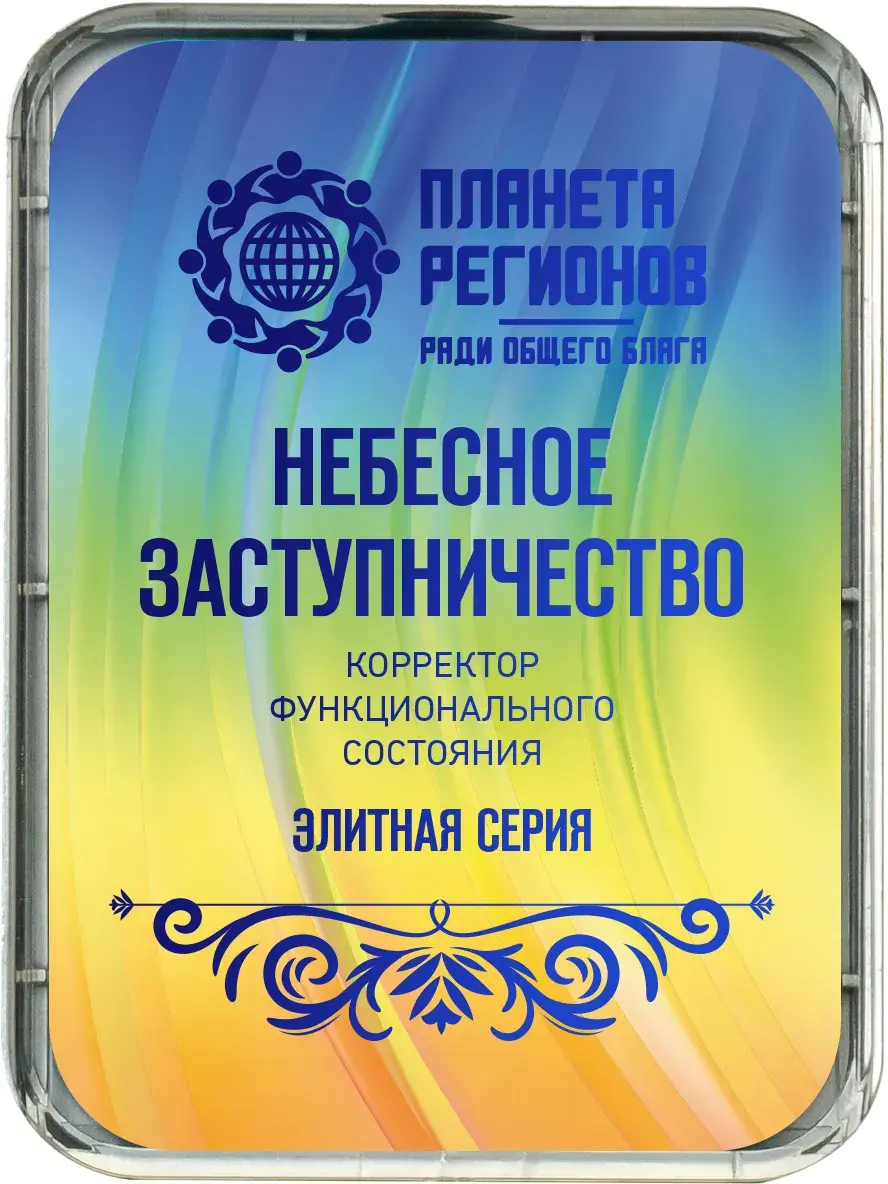 ПЛАНЕТА
РЕГИОНОВ
РАДИ ОБЩЕГО БЛАГА
НЕБЕСНОЕ
ЗАСТУПНИЧЕСТВО
КОРРЕКТОР
ФУНКЦИОНАЛЬНОГО
СОСТОЯНИЯ
ЭЛИТНАЯ СЕРИЯ